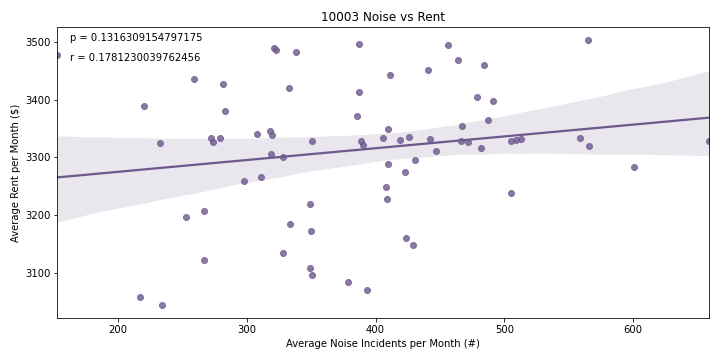 10003 Noise vs Rent
p = 0.1316309154797175
r = 0.1781230039762456
3500
3400
3300
3200
3100
Average Rent per Month ($)
200 300 400 500 600
Average Noise Incidents per Month (#)